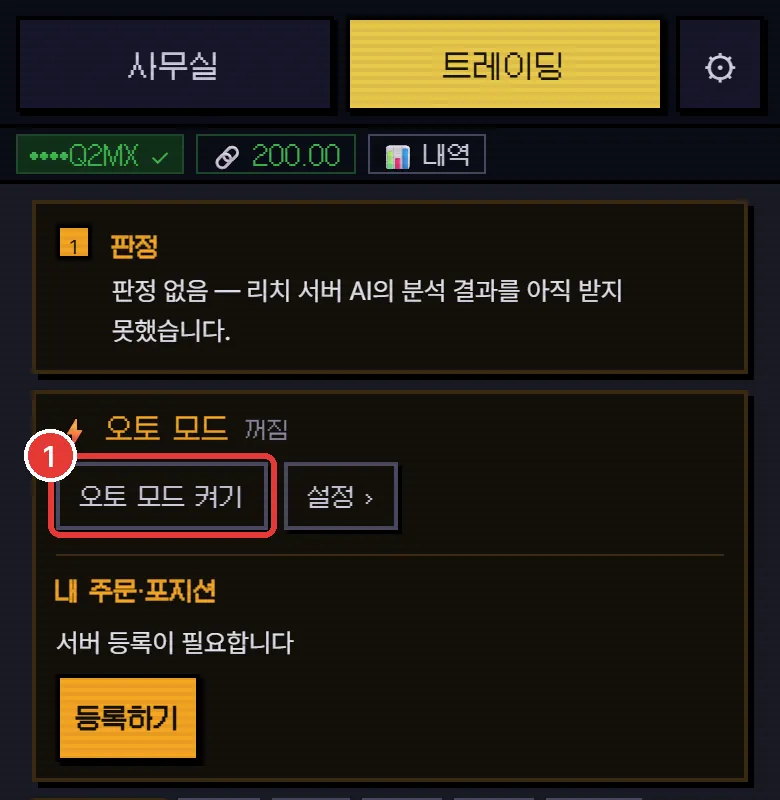 사무실
트레이딩
••••Q2MX ✓
200.00
내역
1
판정
판정 없음 — 리치 서버 AI의 분석 결과를 아직 받지
못했습니다.
오토 모드 꺼짐
1
오토 모드 켜기
설정 ›
내 주문·포지션
서버 등록이 필요합니다
등록하기